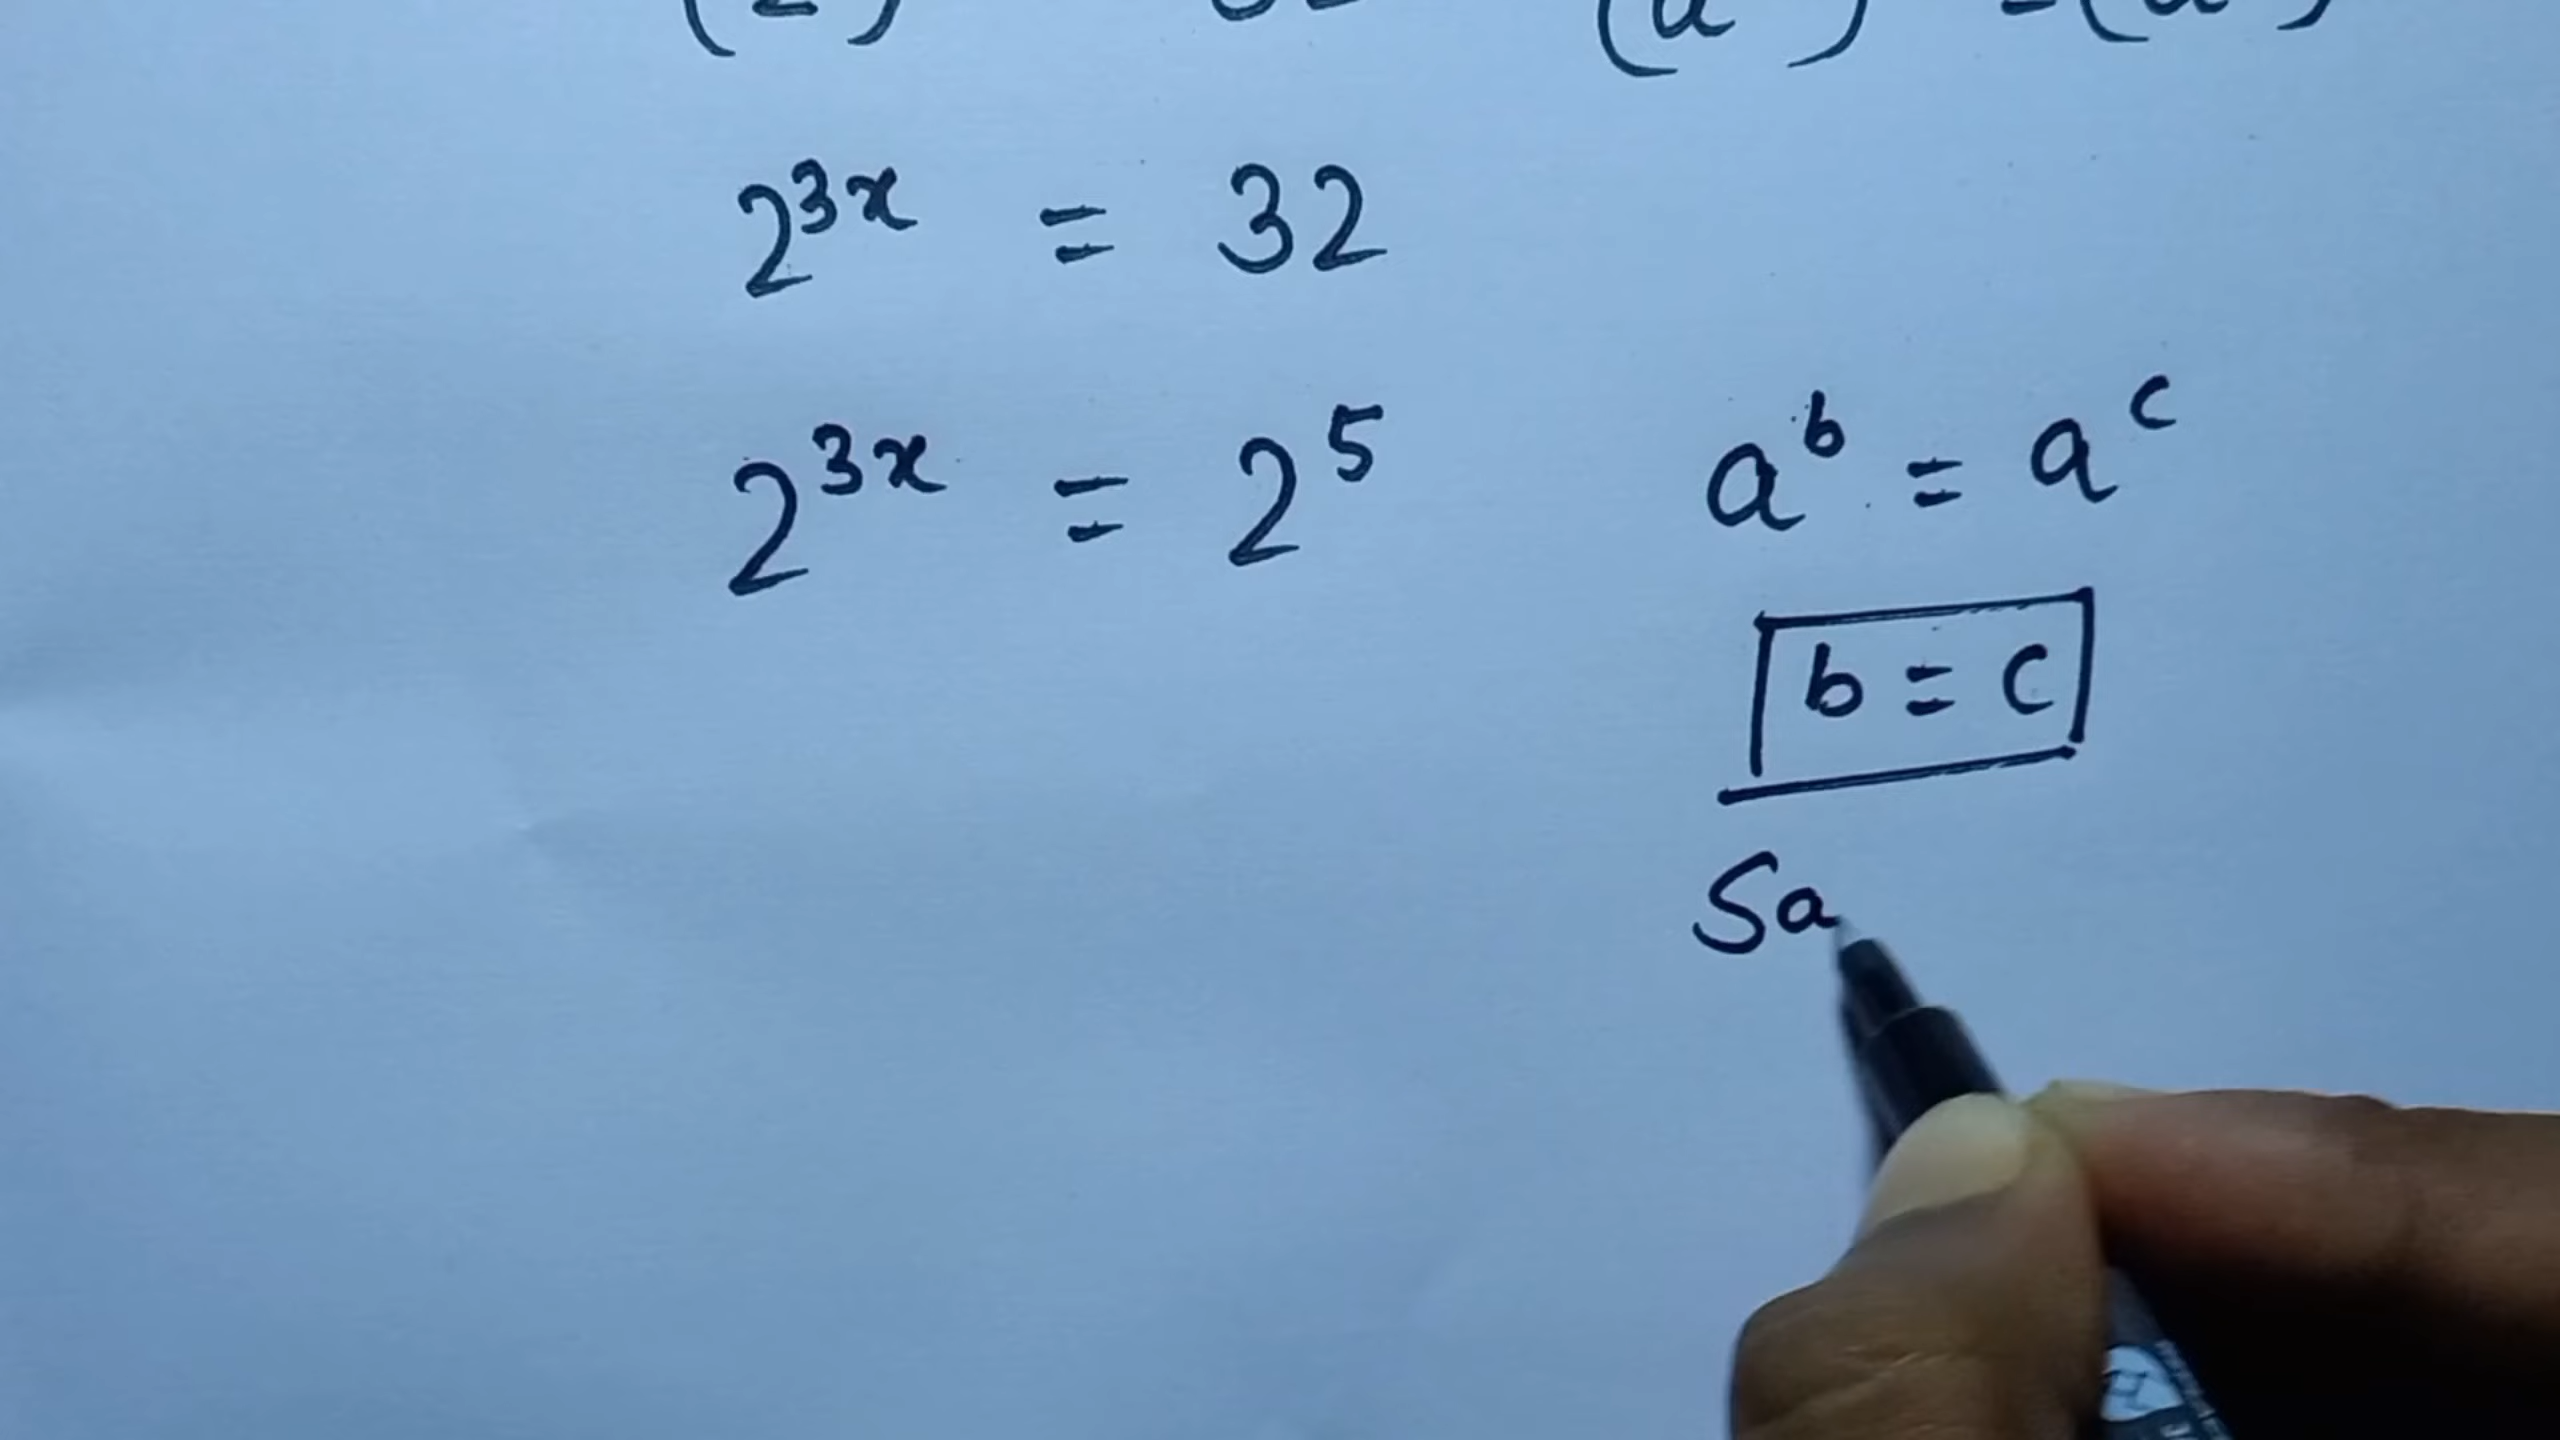 2^{3x} = 32
2^{3x} = 2^5
a^b = a^c
b = c
Sa